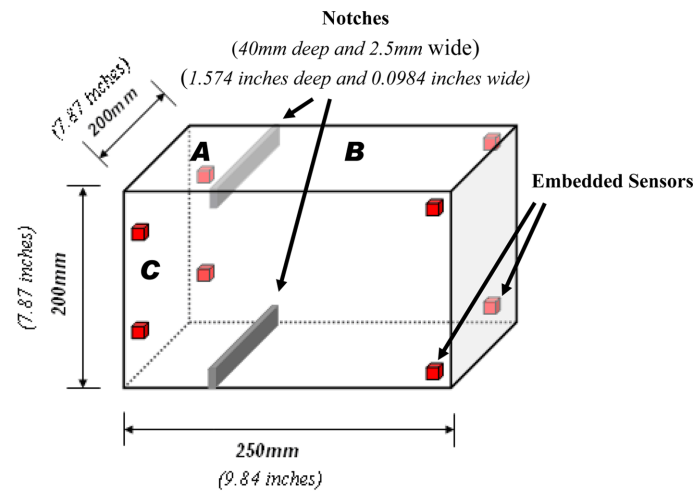 Notches
(40mm deep and 2.5mm wide)
(1.574 inches deep and 0.0984 inches wide)
(7.87 inches)
200mm
A
B
Embedded Sensors
C
(7.87 inches)
200mm
250mm
(9.84 inches)